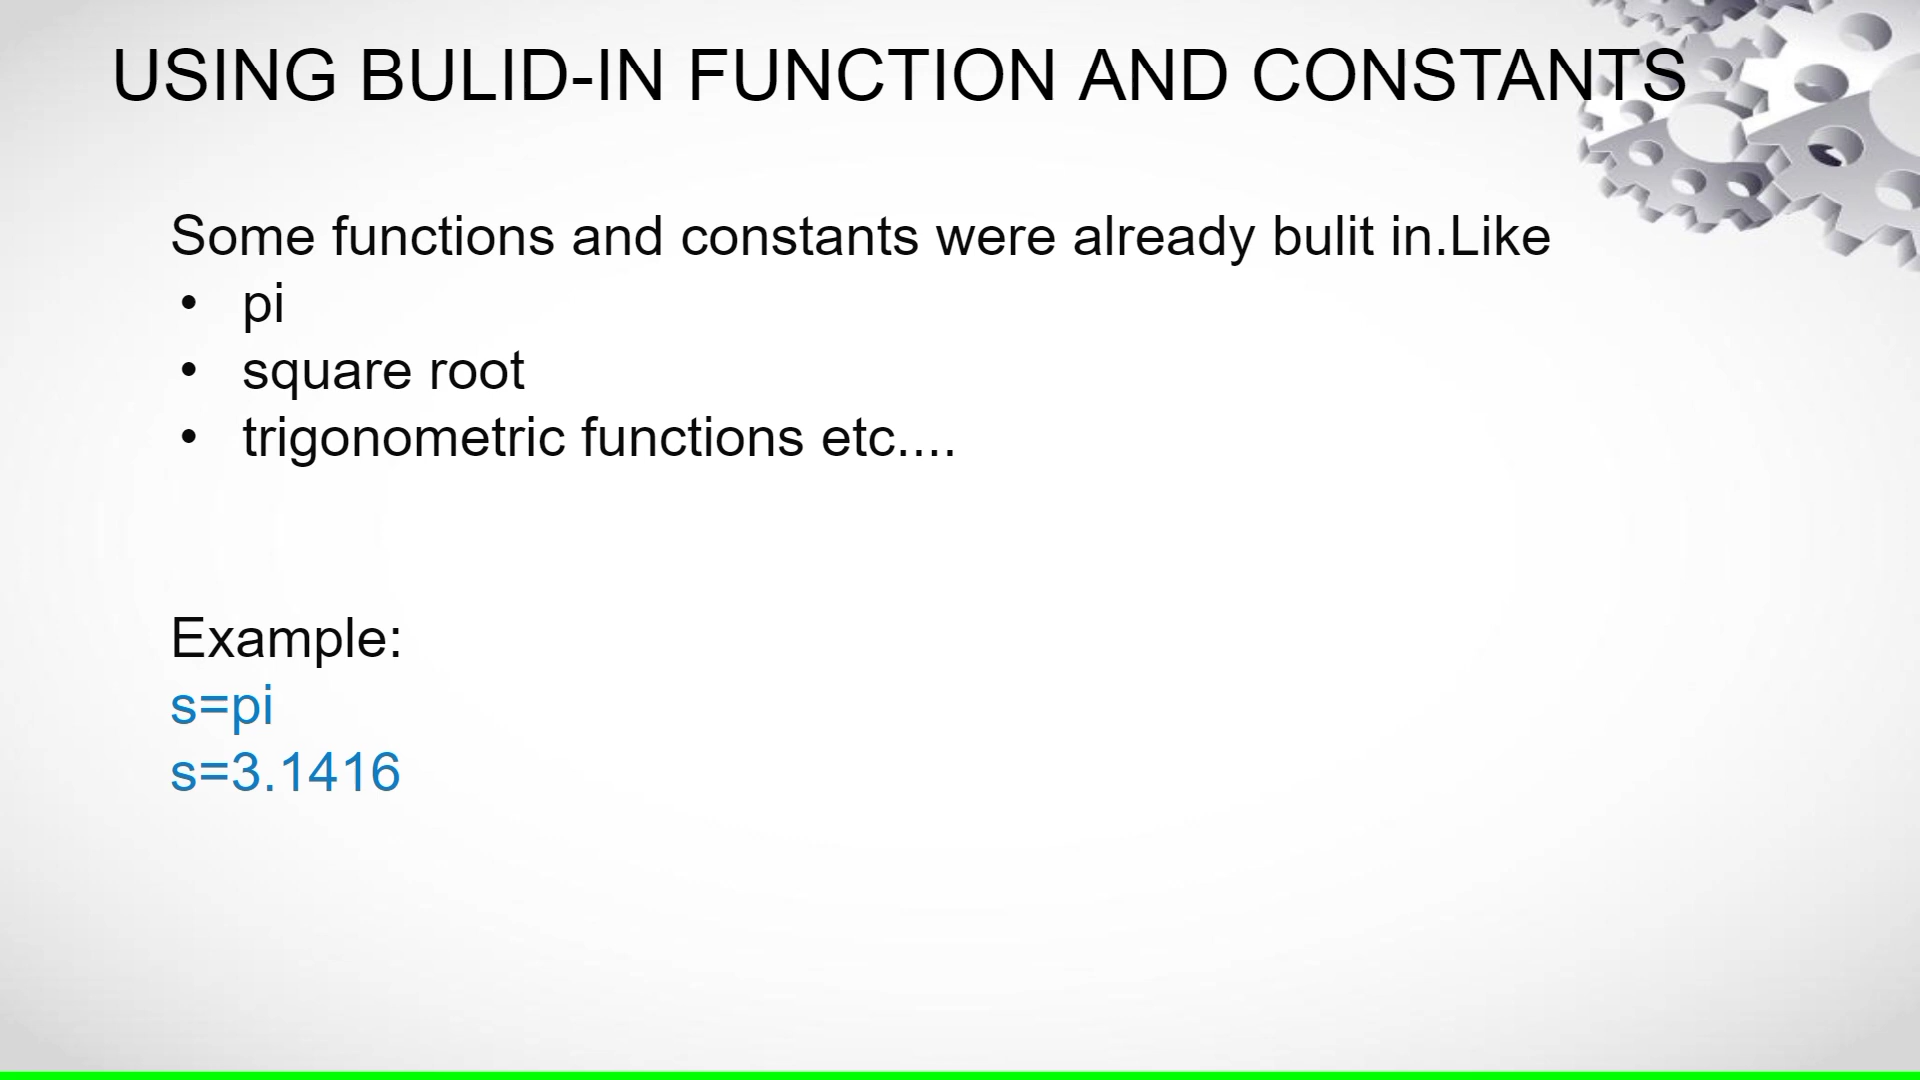 USING BULID-IN FUNCTION AND CONSTANTS
Some functions and constants were already bulit in.Like
• pi
• square root
• trigonometric functions etc....
Example:
s=pi
s=3.1416